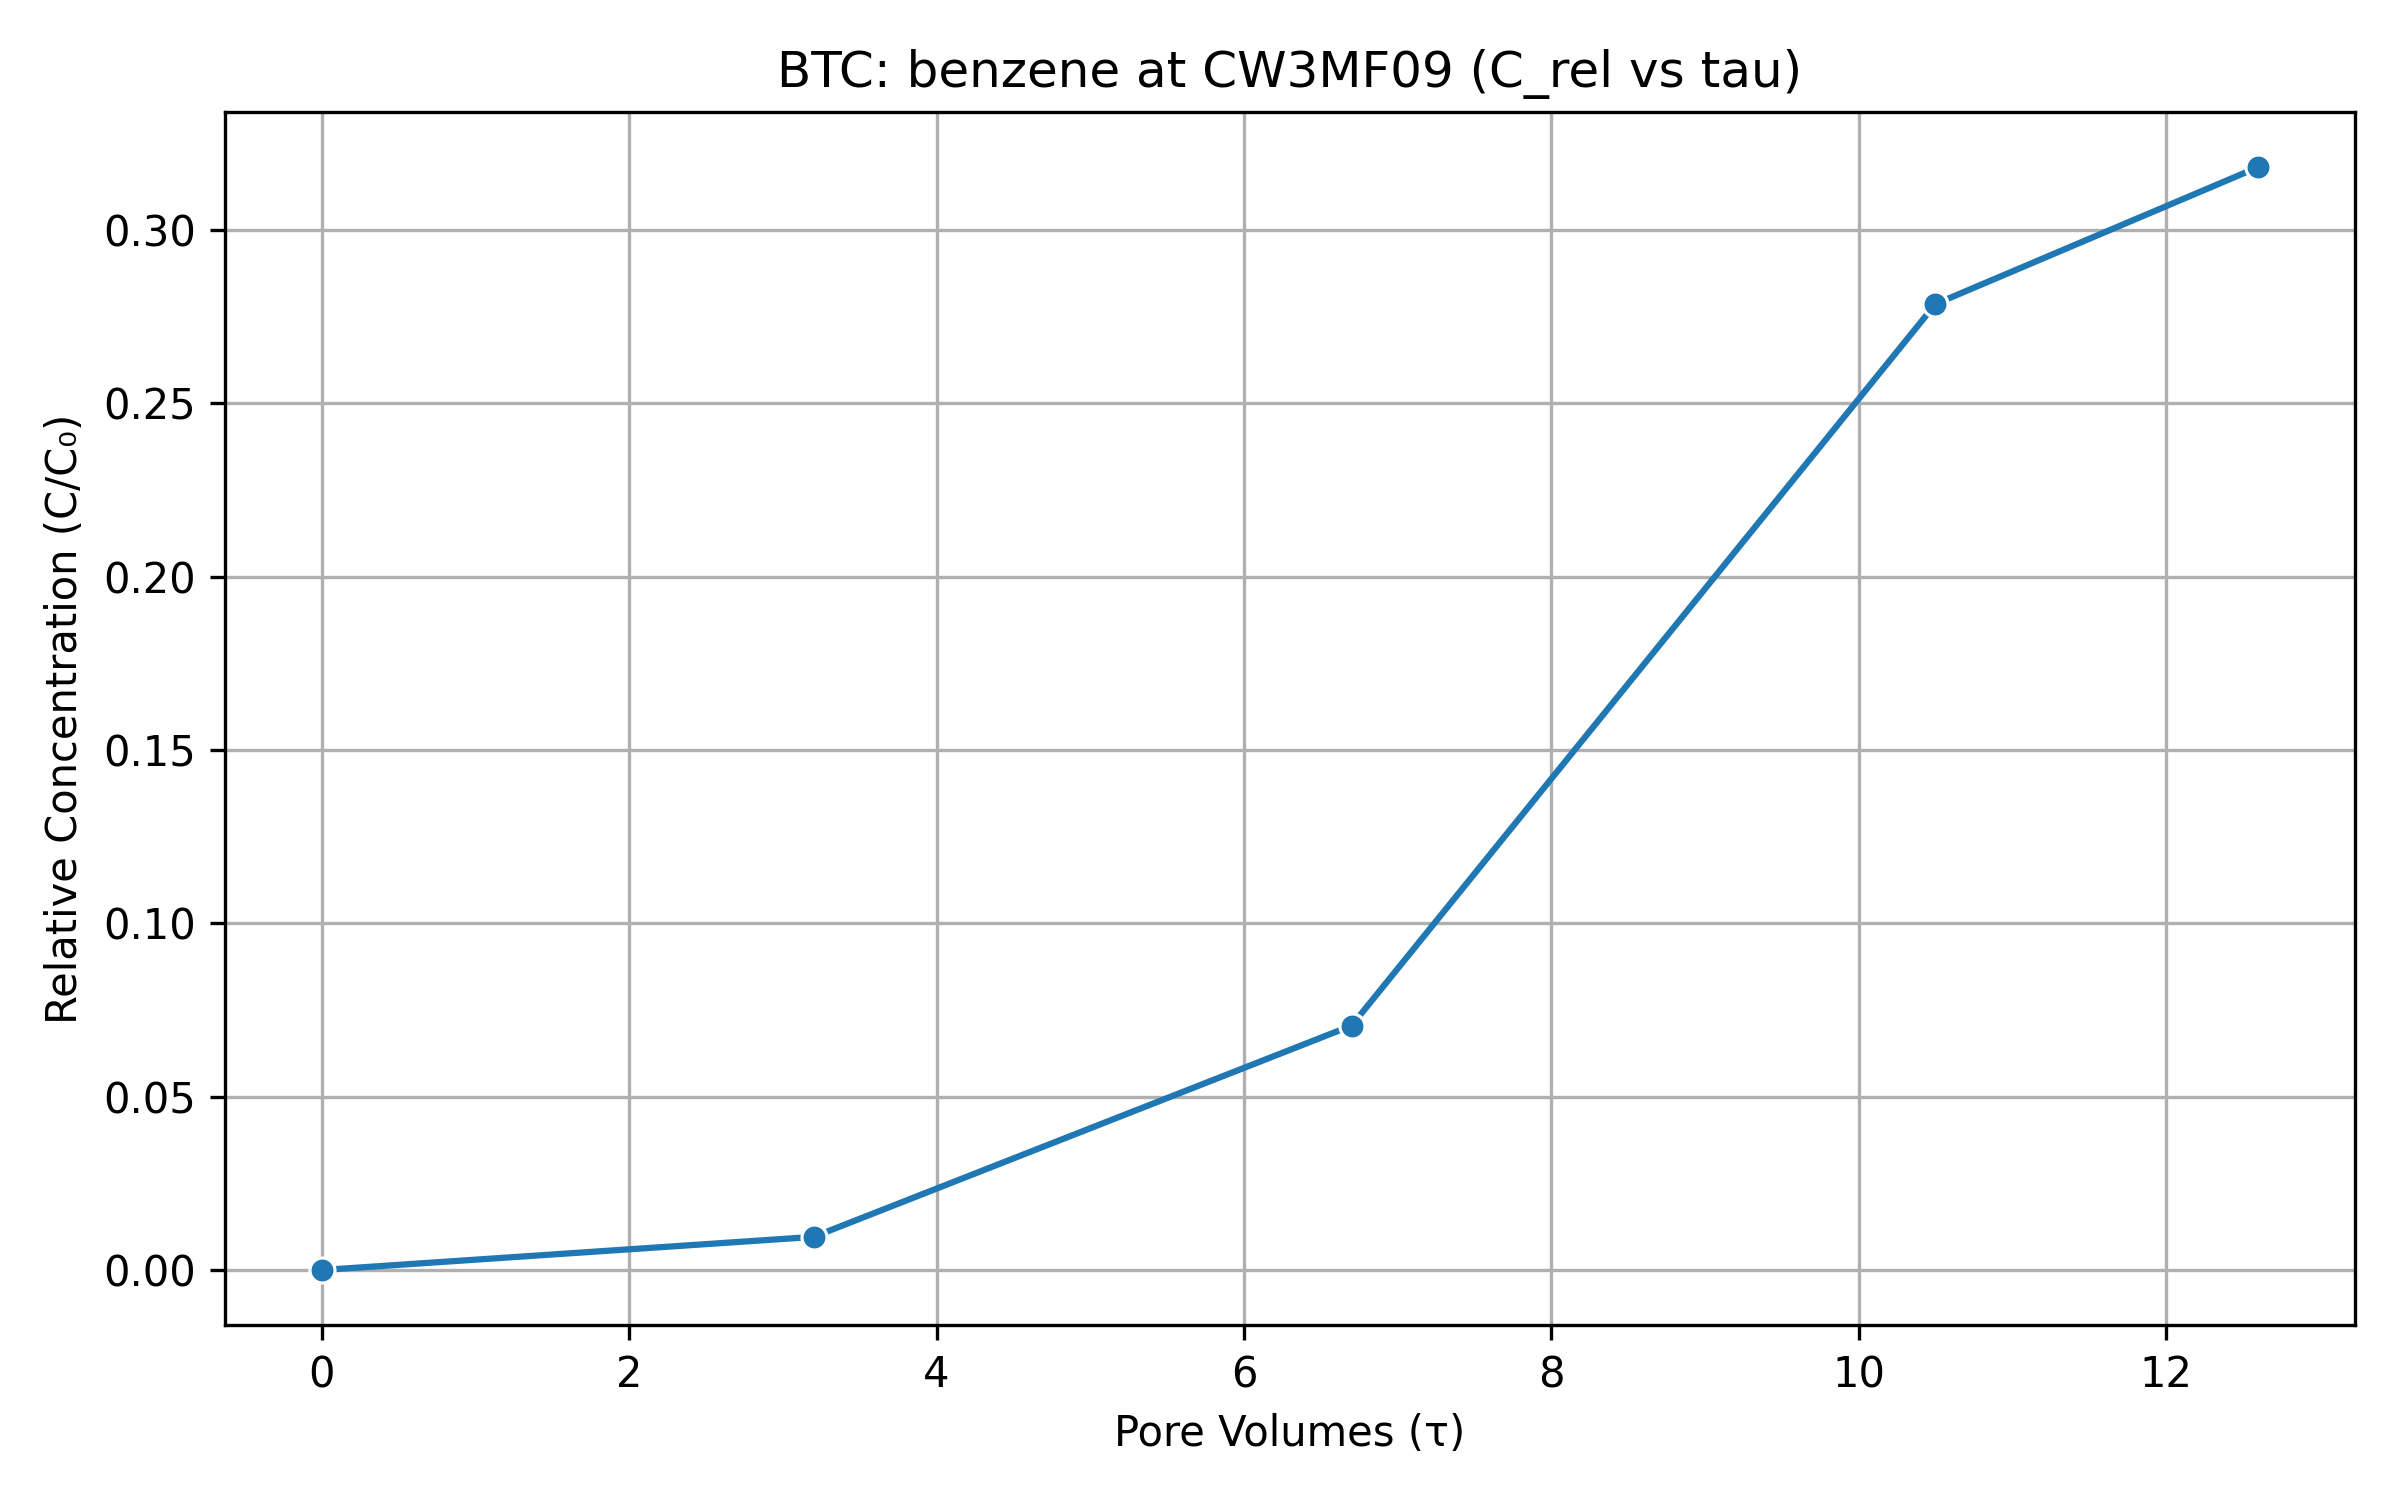 BTC: benzene at CW3MF09 (C_rel vs tau)
Relative Concentration (C/C₀)
0.30
0.25
0.20
0.15
0.10
0.05
0.00
0 2 4 6 8 10 12
Pore Volumes (τ)